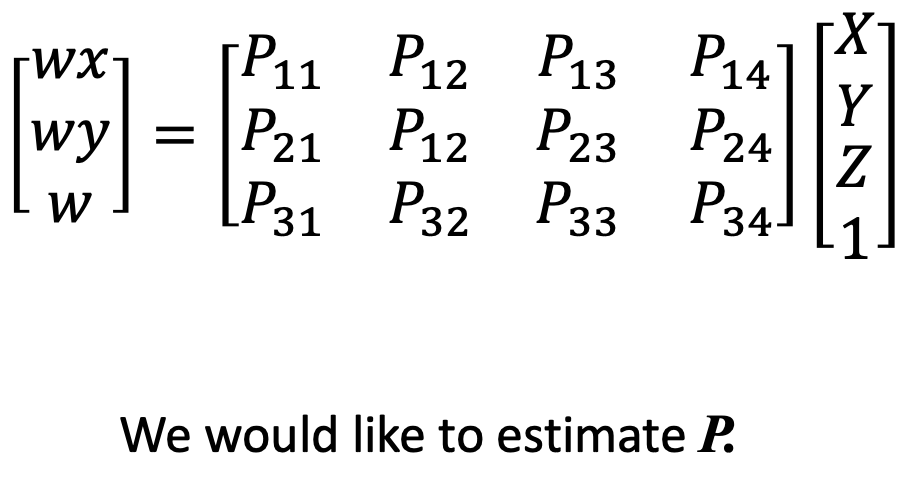 [wx wy w] = [P₁₁ P₁₂ P₁₃ P₁₄ [X
P₂₁ P₁₂ P₂₃ P₂₄ Y
P₃₁ P₃₂ P₃₃ P₃₄] Z
1]
We would like to estimate P.